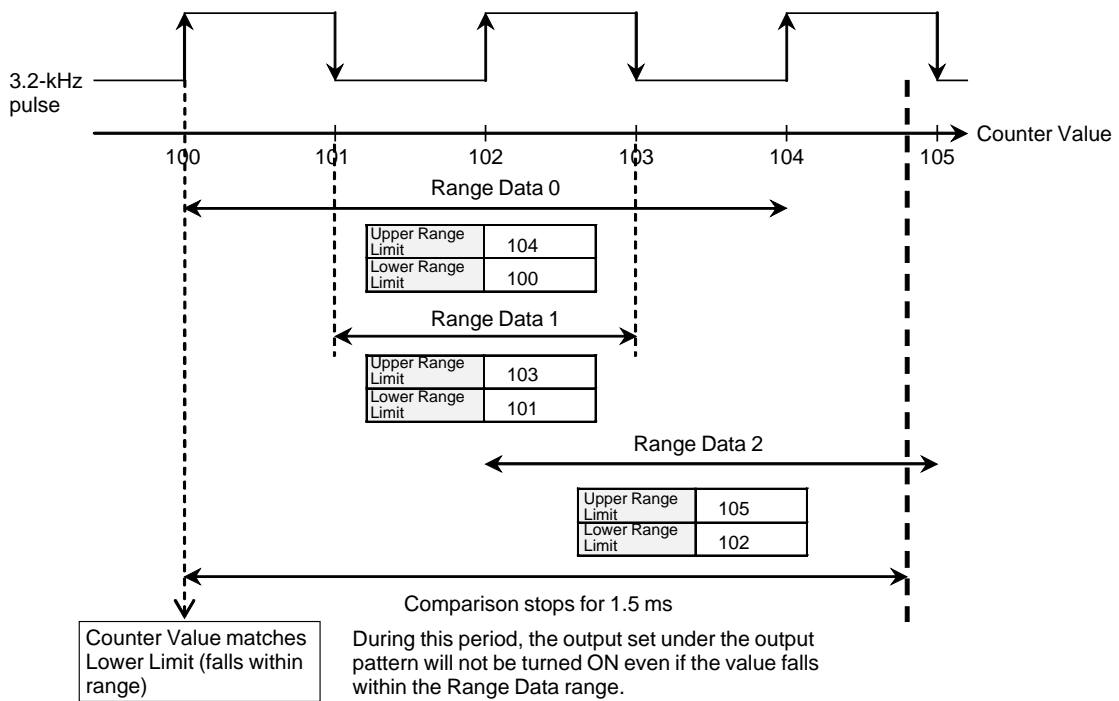 3.2-kHz
pulse
Counter Value
100 101 102 103 104 105
Range Data 0
Upper Range
Limit 104
Lower Range
Limit 100
Range Data 1
Upper Range
Limit 103
Lower Range
Limit 101
Range Data 2
Upper Range
Limit 105
Lower Range
Limit 102
Comparison stops for 1.5 ms
Counter Value matches
Lower Limit (falls within
range)
During this period, the output set under the output
pattern will not be turned ON even if the value falls
within the Range Data range.